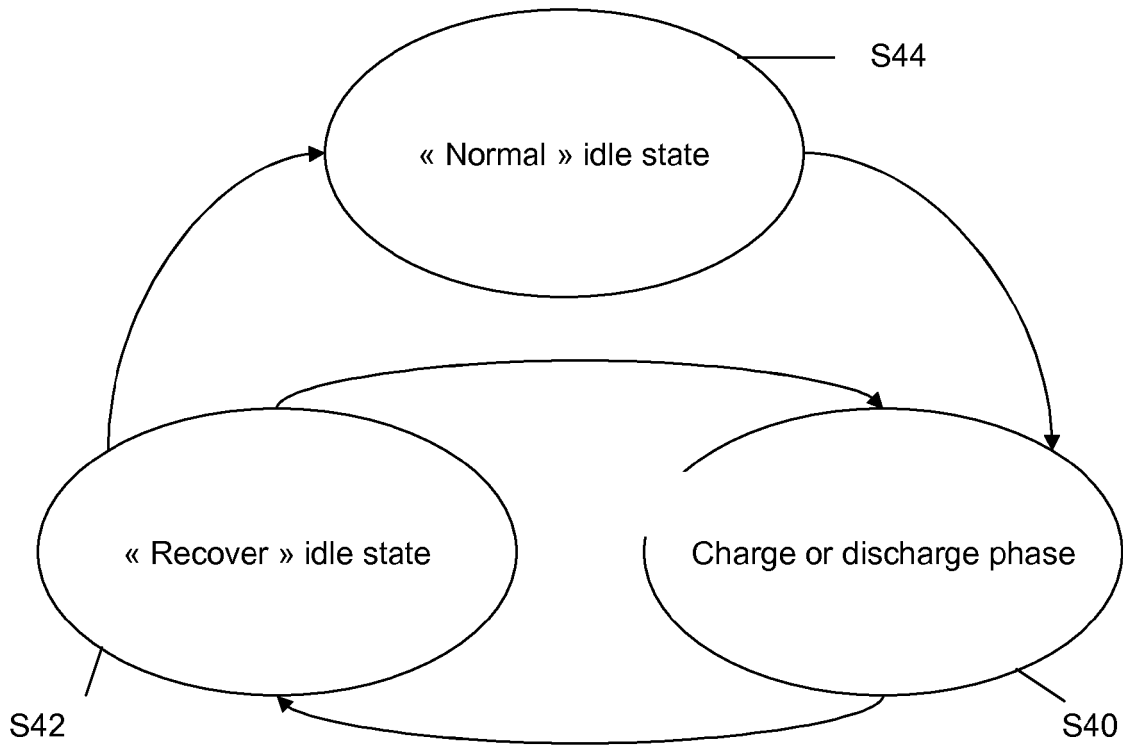 S44
« Normal » idle state
« Recover » idle state
Charge or discharge phase
S42
S40